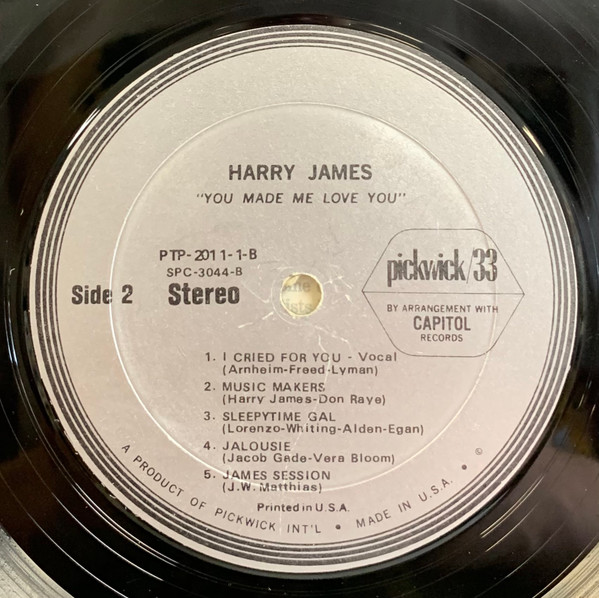 HARRY JAMES
"YOU MADE ME LOVE YOU"
PTP-2011-1-B
SPC-3044-B
Side 2 Stereo
pickwick/33
BY ARRANGEMENT WITH
CAPITOL
RECORDS
1. I CRIED FOR YOU - Vocal
(Arnheim-Freed-Lyman)
2. MUSIC MAKERS
(Harry James-Don Raye)
3. SLEEPYTIME GAL
(Lorenzo-Whiting-Alden-Egan)
4. JALOUSIE
(Jacob Gade-Vera Bloom)
5. JAMES SESSION
(J.W. Matthias)
Printed in U.S.A.
A PRODUCT OF PICKWICK INT'L • MADE IN U.S.A. •